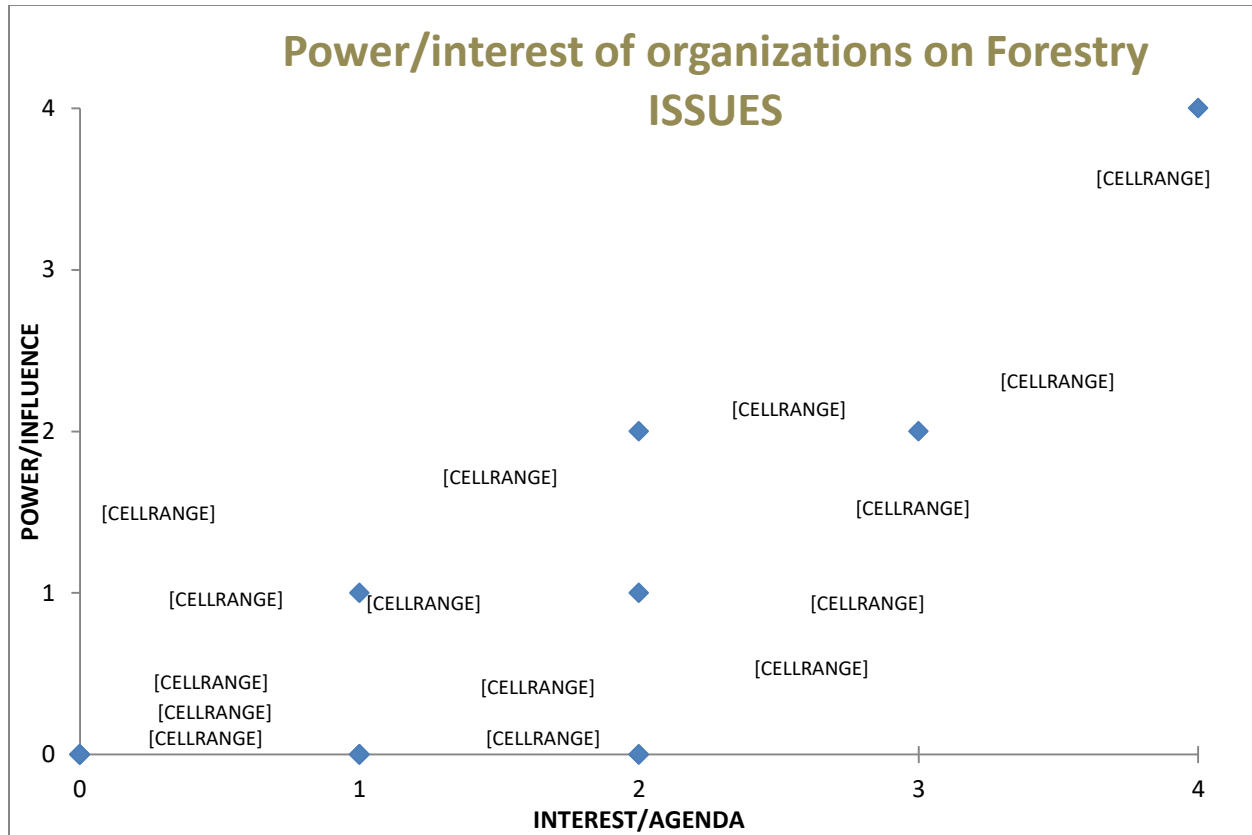 Power/interest of organizations on Forestry
ISSUES
4
[CELLRANGE]
3
[CELLRANGE]
[CELLRANGE]
2
[CELLRANGE]
[CELLRANGE]
[CELLRANGE]
POWER/INFLUENCE
1
[CELLRANGE]
[CELLRANGE]
[CELLRANGE]
[CELLRANGE]
[CELLRANGE]
[CELLRANGE]
[CELLRANGE]
[CELLRANGE]
[CELLRANGE]
0
0
1
2
3
4
INTEREST/AGENDA